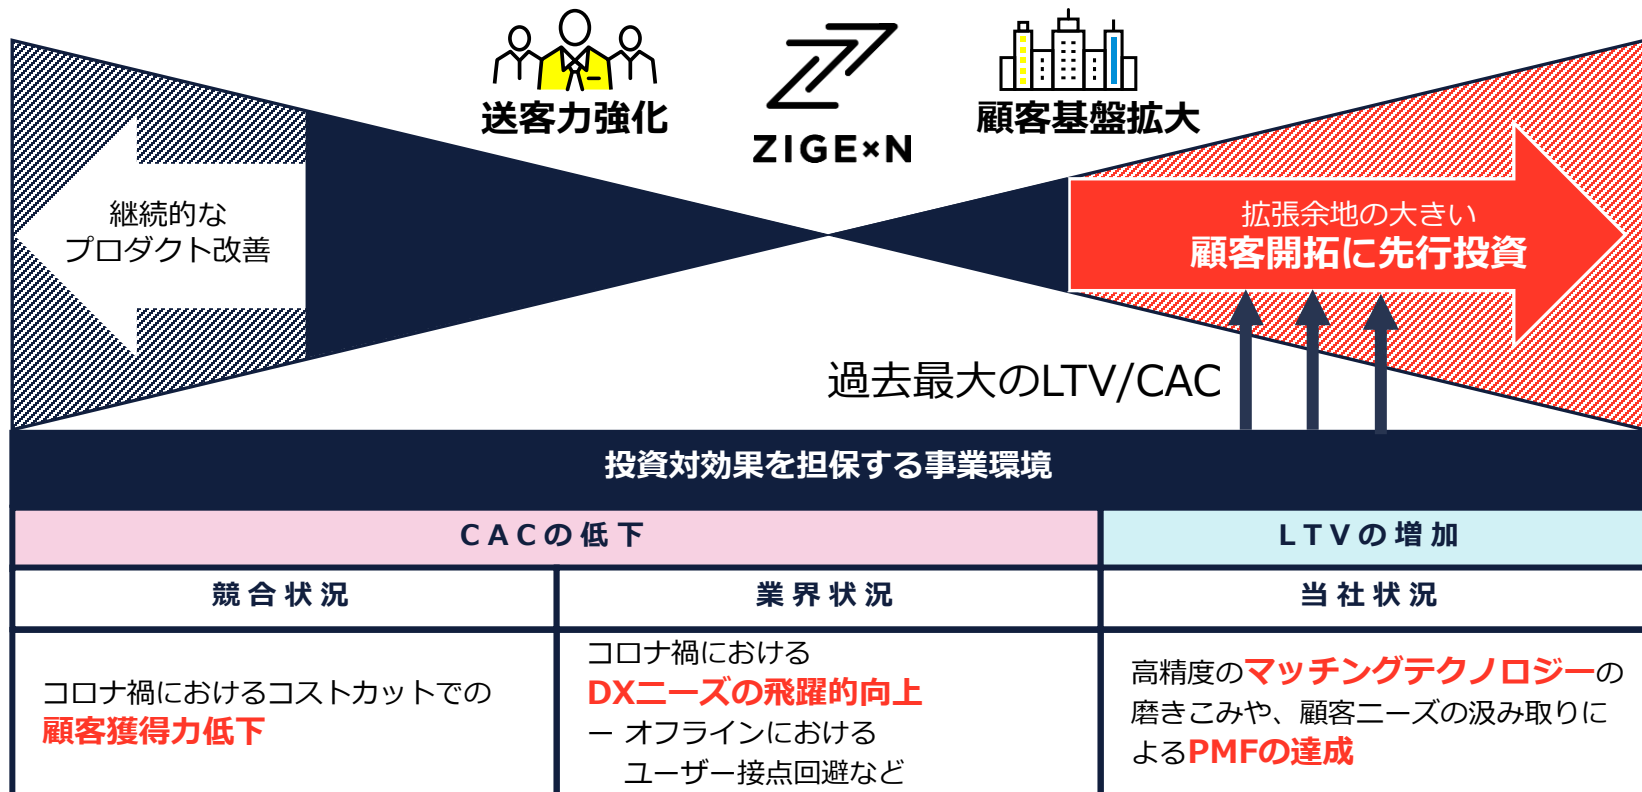 送客力強化
ZIGE×N
顧客基盤拡大
継続的な
プロダクト改善
拡張余地の大きい
顧客開拓に先行投資
過去最大のLTV/CAC
投資対効果を担保する事業環境
CACの低下
LTVの増加
競合状況
業界状況
当社状況
コロナ禍におけるコストカットでの
顧客獲得力低下
コロナ禍における
DXニーズの飛躍的向上
－ オフラインにおける
ユーザー接点回避など
高精度のマッチングテクノロジーの
磨きこみや、顧客ニーズの汲み取りに
よるPMFの達成